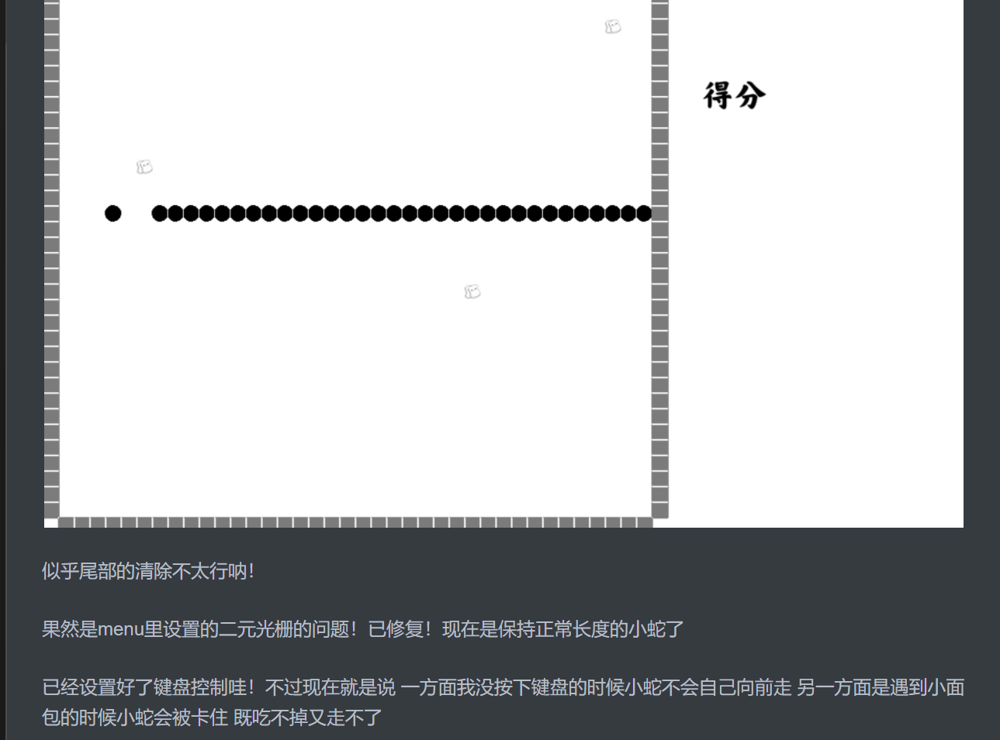 得分
似乎尾部的清除不太行呐！
果然是menu里设置的二元光栅的问题！已修复！现在是保持正常长度的小蛇了
已经设置好了键盘控制哇！不过现在就是说 一方面我没按下键盘的时候小蛇不会自己向前走 另一方面是遇到小面
包的时候小蛇会被卡住 既吃不掉又走不了